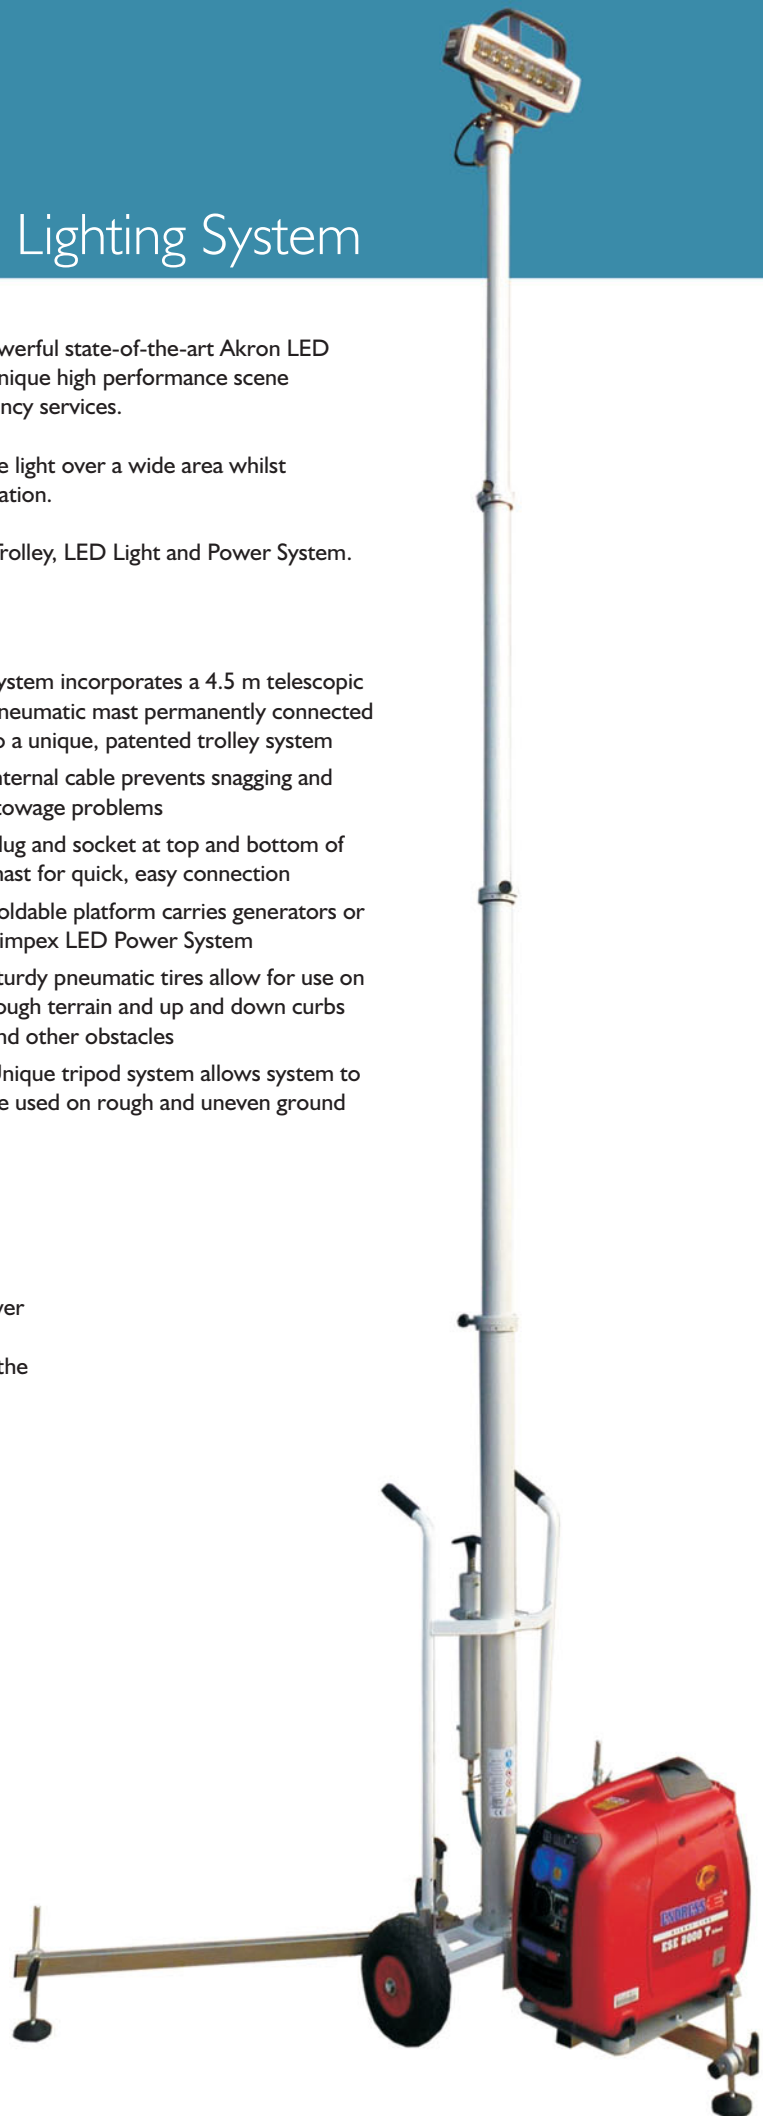 Lighting System
werful state-of-the-art Akron LED
nique high performance scene
ncy services.
e light over a wide area whilst
ation.
rolley, LED Light and Power System.
ystem incorporates a 4.5 m telescopic
neumatic mast permanently connected
o a unique, patented trolley system
nternal cable prevents snagging and
towage problems
lug and socket at top and bottom of
mast for quick, easy connection
oldable platform carries generators or
impex LED Power System
turdy pneumatic tires allow for use on
ough terrain and up and down curbs
nd other obstacles
Unique tripod system allows system to
e used on rough and uneven ground
ver
the
ENDRESS
SILENT LINE
ESE 2000 T